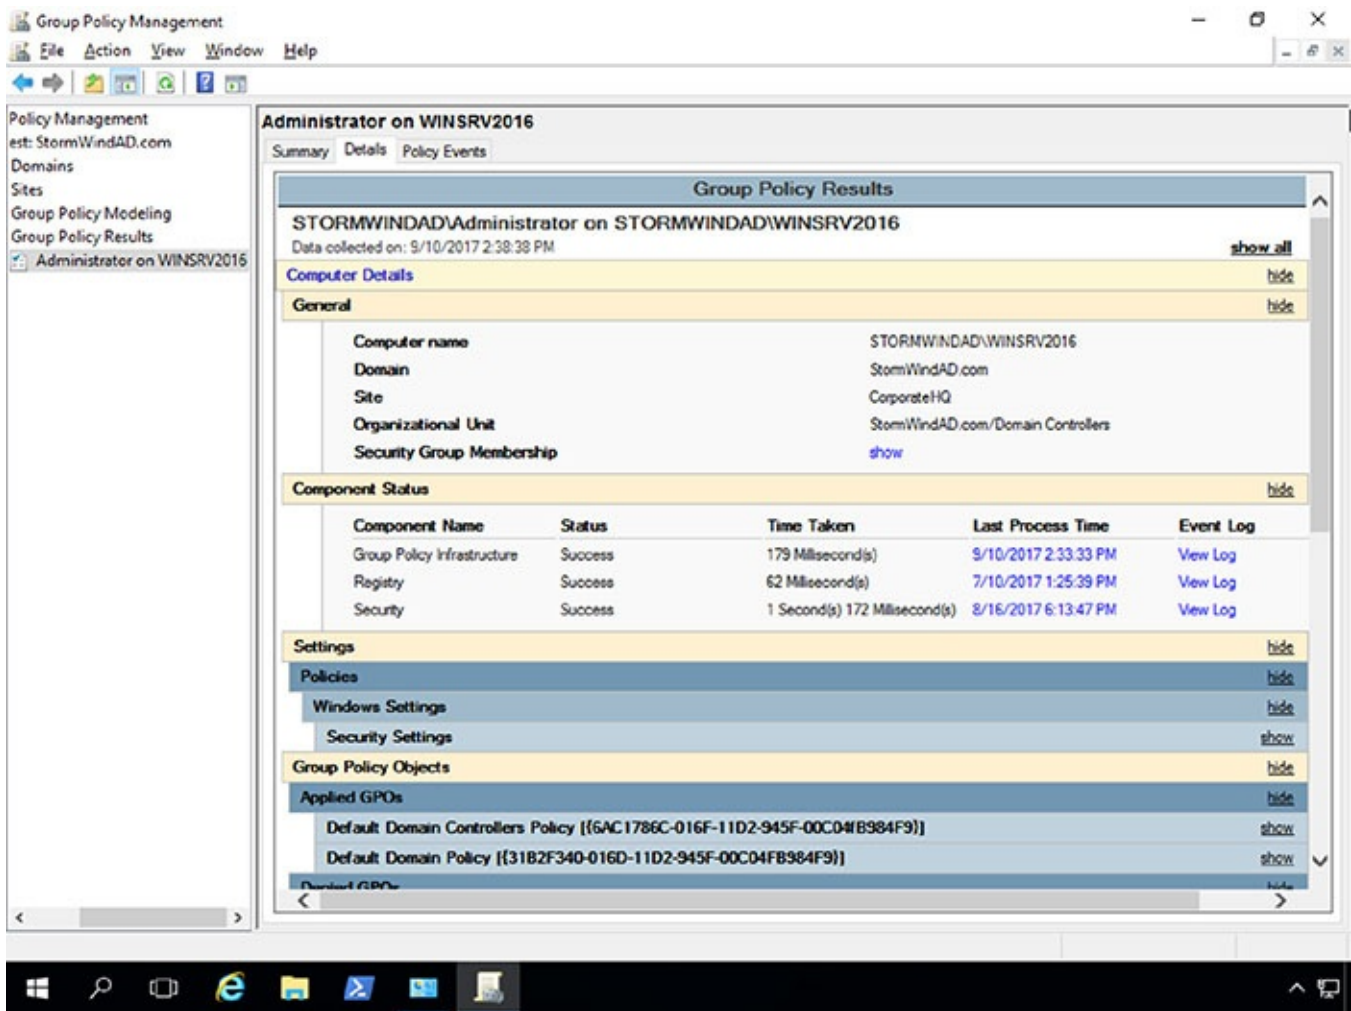 Group Policy Management
File Action View Window Help
Policy Management
est: StormWindAD.com
Domains
Sites
Group Policy Modeling
Group Policy Results
Administrator on WINSRV2016
Administrator on WINSRV2016
Summary Details Policy Events
Group Policy Results
STORMWINDAD\Administrator on STORMWINDAD\WINSRV2016
Data collected on: 9/10/2017 2:38:38 PM show all
Computer Details hide
General hide
Computer name STORMWINDAD\WINSRV2016
Domain StormWindAD.com
Site CorporateHQ
Organizational Unit StormWindAD.com/Domain Controllers
Security Group Membership show
Component Status hide
Component Name Status Time Taken Last Process Time Event Log
Group Policy Infrastructure Success 179 Millisecond(s) 9/10/2017 2:33:33 PM View Log
Registry Success 62 Millisecond(s) 7/10/2017 1:25:39 PM View Log
Security Success 1 Second(s) 172 Millisecond(s) 8/16/2017 6:13:47 PM View Log
Settings hide
Policies hide
Windows Settings hide
Security Settings show
Group Policy Objects hide
Applied GPOs hide
Default Domain Controllers Policy [{6AC1786C-016F-11D2-945F-00C04fB984F9}] show
Default Domain Policy [{31B2F340-016D-11D2-945F-00C04FB984F9}] show
Denied GPOs hide